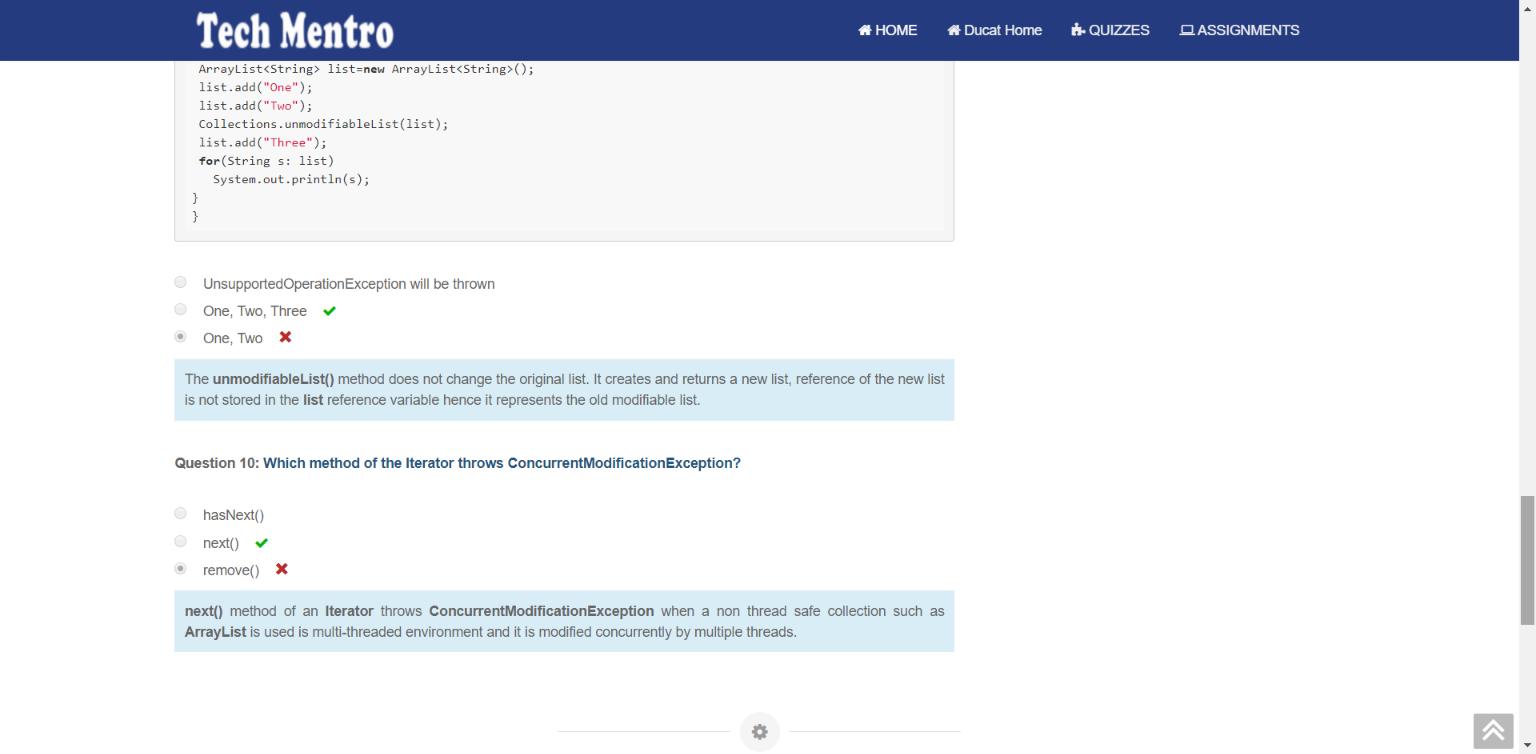 Tech Mentro
HOME Ducat Home QUIZZES ASSIGNMENTS
ArrayList<String> list=new ArrayList<String>();
list.add("One");
list.add("Two");
Collections.unmodifiableList(list);
list.add("Three");
for(String s: list)
System.out.println(s);
}
}
UnsupportedOperationException will be thrown
One, Two, Three
One, Two
The unmodifiableList() method does not change the original list. It creates and returns a new list, reference of the new list
is not stored in the list reference variable hence it represents the old modifiable list.
Question 10: Which method of the Iterator throws ConcurrentModificationException?
hasNext()
next()
remove()
next() method of an Iterator throws ConcurrentModificationException when a non thread safe collection such as
ArrayList is used is multi-threaded environment and it is modified concurrently by multiple threads.